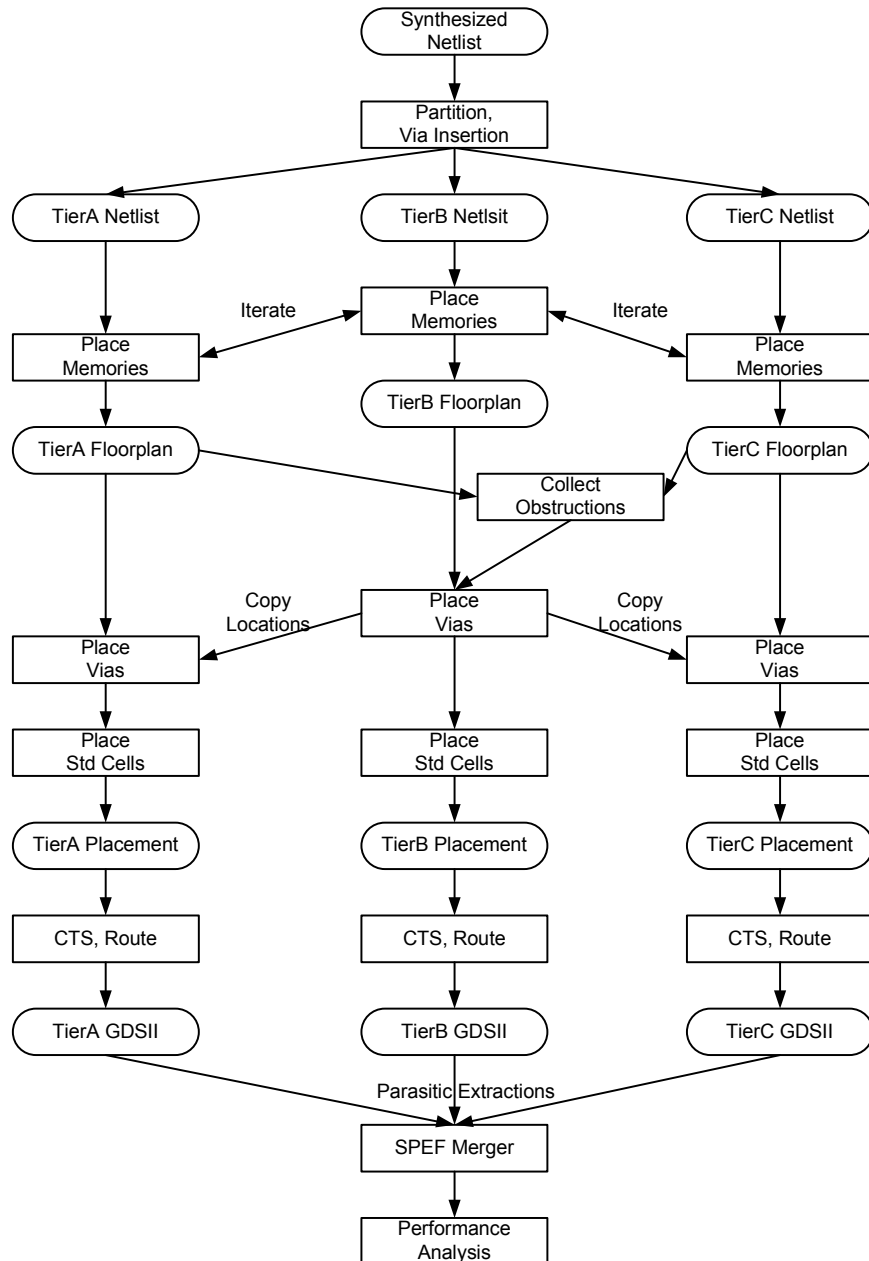 Synthesized
Netlist
Partition,
Via Insertion
TierA Netlist
TierB Netlsit
TierC Netlist
Iterate
Place
Memories
Iterate
Place
Memories
Place
Memories
TierB Floorplan
TierA Floorplan
TierC Floorplan
Collect
Obstructions
Copy
Locations
Place
Vias
Copy
Locations
Place
Vias
Place
Vias
Place
Std Cells
Place
Std Cells
Place
Std Cells
TierA Placement
TierB Placement
TierC Placement
CTS, Route
CTS, Route
CTS, Route
TierA GDSII
TierB GDSII
TierC GDSII
Parasitic Extractions
SPEF Merger
Performance
Analysis